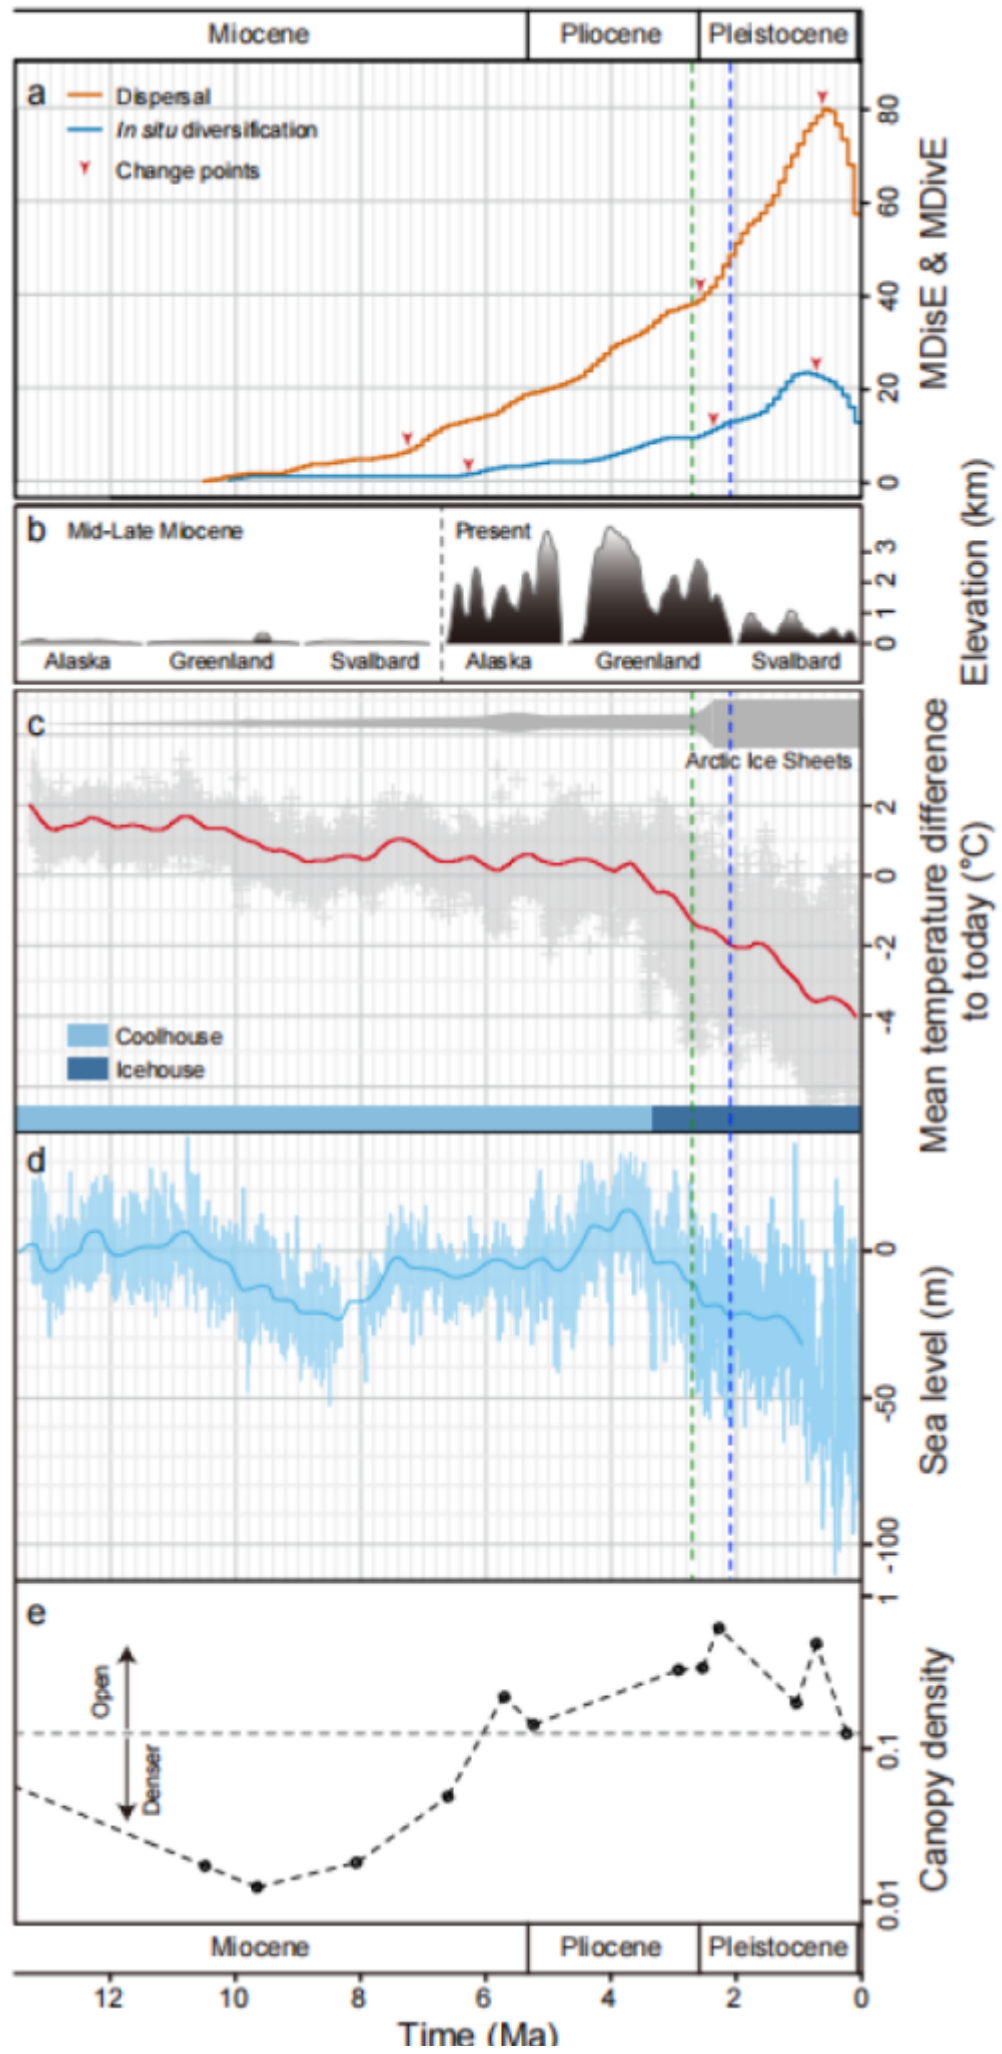 Miocene Pliocene Pleistocene
a
Dispersal
In situ diversification
Change points
80
60
40
20
0
MDisE & MDivE
b Mid-Late Miocene Present
3
2
1
0
Elevation (km)
Alaska Greenland Svalbard Alaska Greenland Svalbard
c
Arctic Ice Sheets
2
0
-2
-4
Mean temperature difference
to today (°C)
Coolhouse
Icehouse
d
0
-50
-100
Sea level (m)
e
Open
Denser
1
0.1
0.01
Canopy density
Miocene Pliocene Pleistocene
12 10 8 6 4 2 0
Time (Ma)